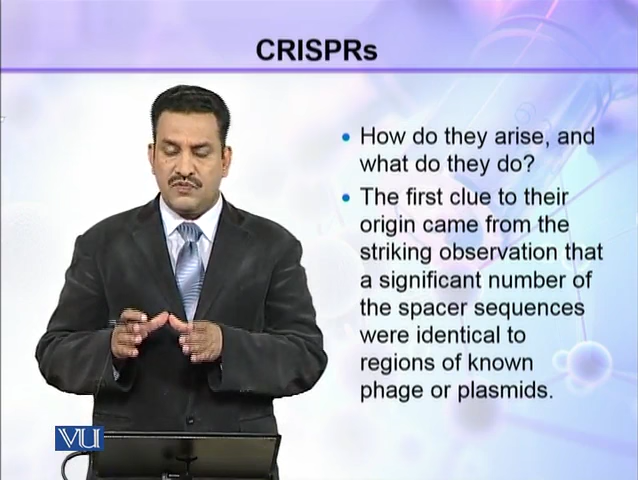 CRISPRs
• How do they arise, and
what do they do?
• The first clue to their
origin came from the
striking observation that
a significant number of
the spacer sequences
were identical to
regions of known
phage or plasmids.
VU